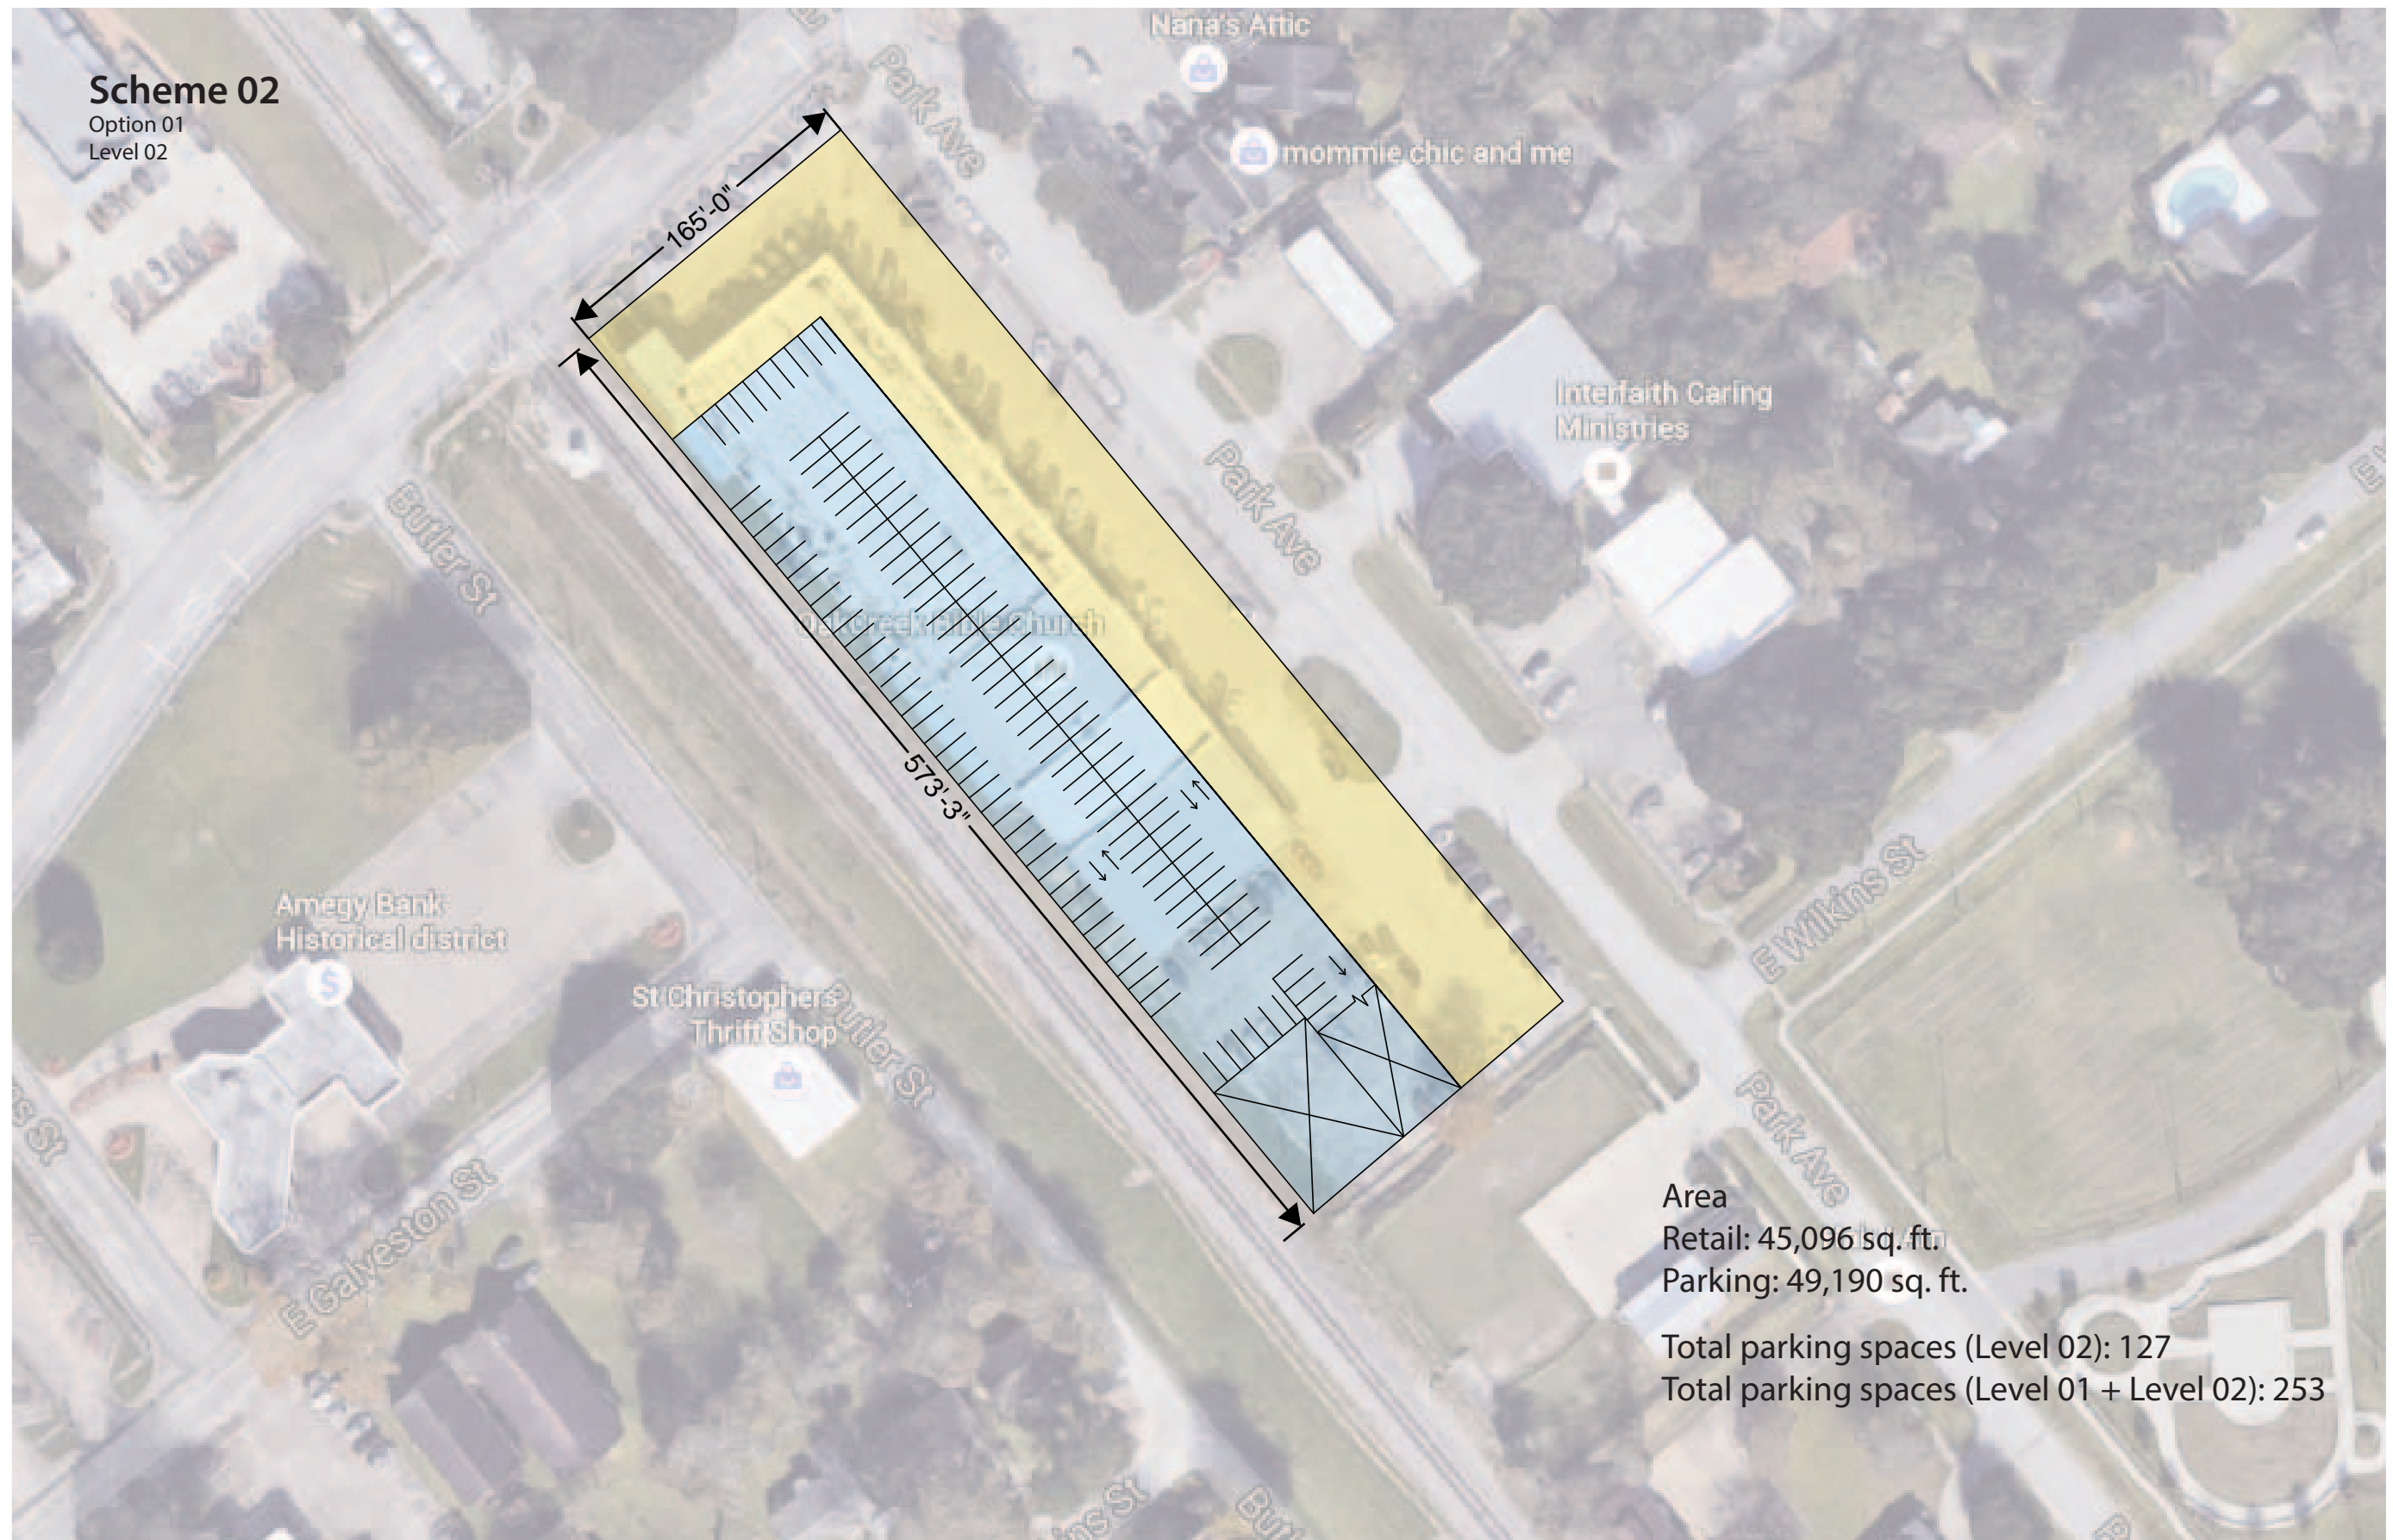 Scheme 02
Option 01
Level 02
Nana's Attic
Park Ave
mommie chic and me
165'-0"
Interfaith Caring
Ministries
Park Ave
Butler St
OakCreek Bible Church
573'-3"
E Wilkins St
Amegy Bank
Historical district
St Christophers
Thrift Shop
Butler St
Park Ave
E Galveston St
Area
Retail: 45,096 sq. ft.
Parking: 49,190 sq. ft.
Total parking spaces (Level 02): 127
Total parking spaces (Level 01 + Level 02): 253